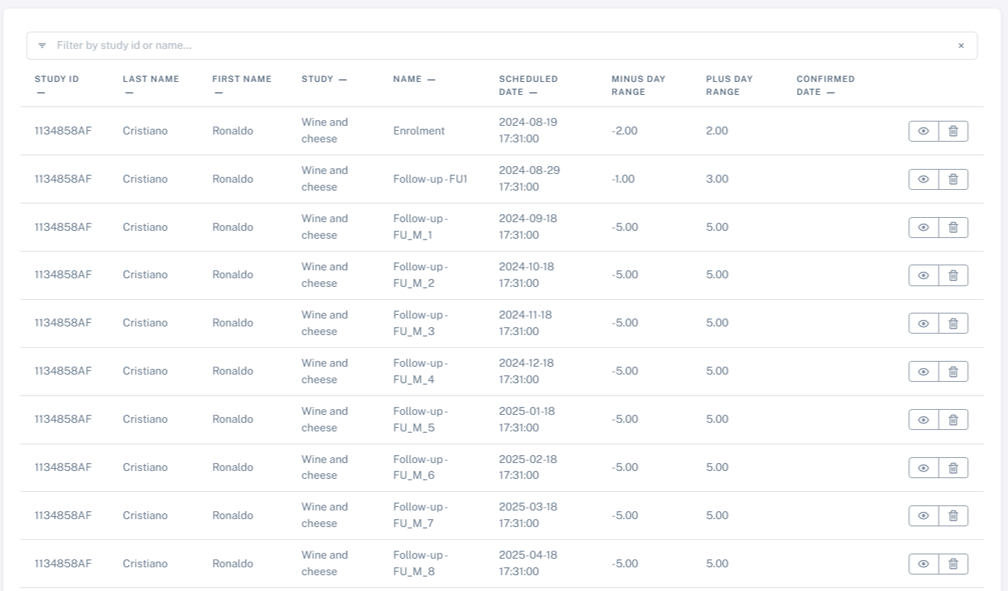 Filter by study id or name...
×
STUDY ID — LAST NAME — FIRST NAME — STUDY — NAME — SCHEDULED DATE — MINUS DAY RANGE PLUS DAY RANGE CONFIRMED DATE —
1134858AF Cristiano Ronaldo Wine and cheese Enrolment 2024-08-19 17:31:00 -2.00 2.00
1134858AF Cristiano Ronaldo Wine and cheese Follow-up - FU1 2024-08-29 17:31:00 -1.00 3.00
1134858AF Cristiano Ronaldo Wine and cheese Follow-up - FU_M_1 2024-09-18 17:31:00 -5.00 5.00
1134858AF Cristiano Ronaldo Wine and cheese Follow-up - FU_M_2 2024-10-18 17:31:00 -5.00 5.00
1134858AF Cristiano Ronaldo Wine and cheese Follow-up - FU_M_3 2024-11-18 17:31:00 -5.00 5.00
1134858AF Cristiano Ronaldo Wine and cheese Follow-up - FU_M_4 2024-12-18 17:31:00 -5.00 5.00
1134858AF Cristiano Ronaldo Wine and cheese Follow-up - FU_M_5 2025-01-18 17:31:00 -5.00 5.00
1134858AF Cristiano Ronaldo Wine and cheese Follow-up - FU_M_6 2025-02-18 17:31:00 -5.00 5.00
1134858AF Cristiano Ronaldo Wine and cheese Follow-up - FU_M_7 2025-03-18 17:31:00 -5.00 5.00
1134858AF Cristiano Ronaldo Wine and cheese Follow-up - FU_M_8 2025-04-18 17:31:00 -5.00 5.00